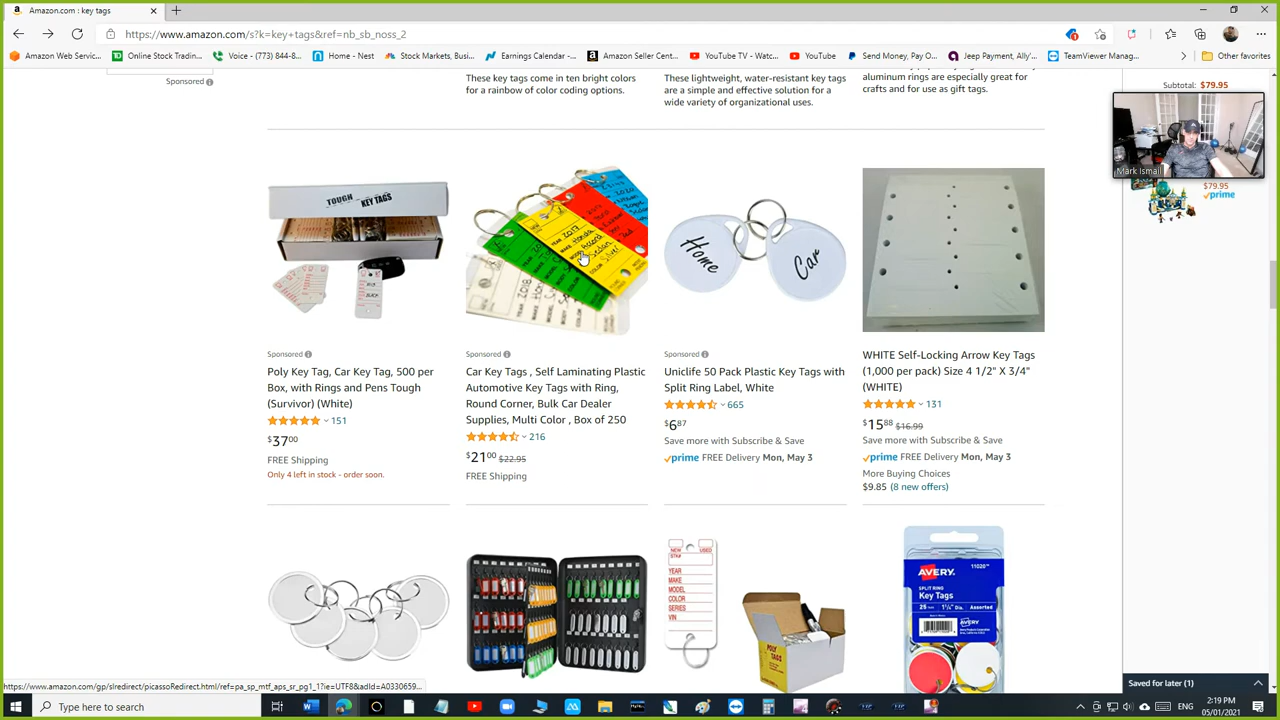 Amazon.com : key tags
https://www.amazon.com/s?k=key+tags&ref=nb_sb_noss_2
Amazon Web Servic...
Online Stock Tradin...
Voice - (773) 844-8...
Home - Netf...
Stock Markets, Busi...
Earnings Calendar -...
Amazon Seller Cent...
YouTube TV - Watc...
YouTube
Post Senay, Pay O...
Jeep Payment, Ally'...
TeamViewer Manag...
Other favorites
Sponsored
These key tags come in ten bright colors
for a rainbow of color coding options.
These lightweight, water-resistant key tags
are a simple and effective solution for a
wide variety of organizational uses.
aluminum rings are especially great for
crafts and for use as gift tags.
Subtotal: $79.95
Mark Ismail
$79.95
prime
TOUGH KEY TAGS
Home
Car
Sponsored
Poly Key Tag, Car Key Tag, 500 per
Box, with Rings and Pens Tough
(Survivor) (White)
151
$37.00
FREE Shipping
Only 4 left in stock - order soon.
Sponsored
Car Key Tags , Self Laminating Plastic
Automotive Key Tags with Ring,
Round Corner, Bulk Car Dealer
Supplies, Multi Color , Box of 250
216
$21.00 $22.95
FREE Shipping
Sponsored
Uniclife 50 Pack Plastic Key Tags with
Split Ring Label, White
665
$6.87
Save more with Subscribe & Save
prime FREE Delivery Mon, May 3
WHITE Self-Locking Arrow Key Tags
(1,000 per pack) Size 4 1/2" X 3/4"
(WHITE)
131
$15.88 $16.99
Save more with Subscribe & Save
prime FREE Delivery Mon, May 3
More Buying Choices
$9.85 (8 new offers)
NEW USED
STK#
YEAR
MAKE
MODEL
COLOR
SERIES
VIN
POLY
TAGS
AVERY
11026
SPLIT RING
Key Tags
https://www.amazon.com/gp/slredirect/picassoRedirect.html/ref=pa_sp_mtf_aps_sr_pg1_1?ie=UTF8&adId=A0330659...
Saved for later (1)
Type here to search
2:19 PM
05/01/2021